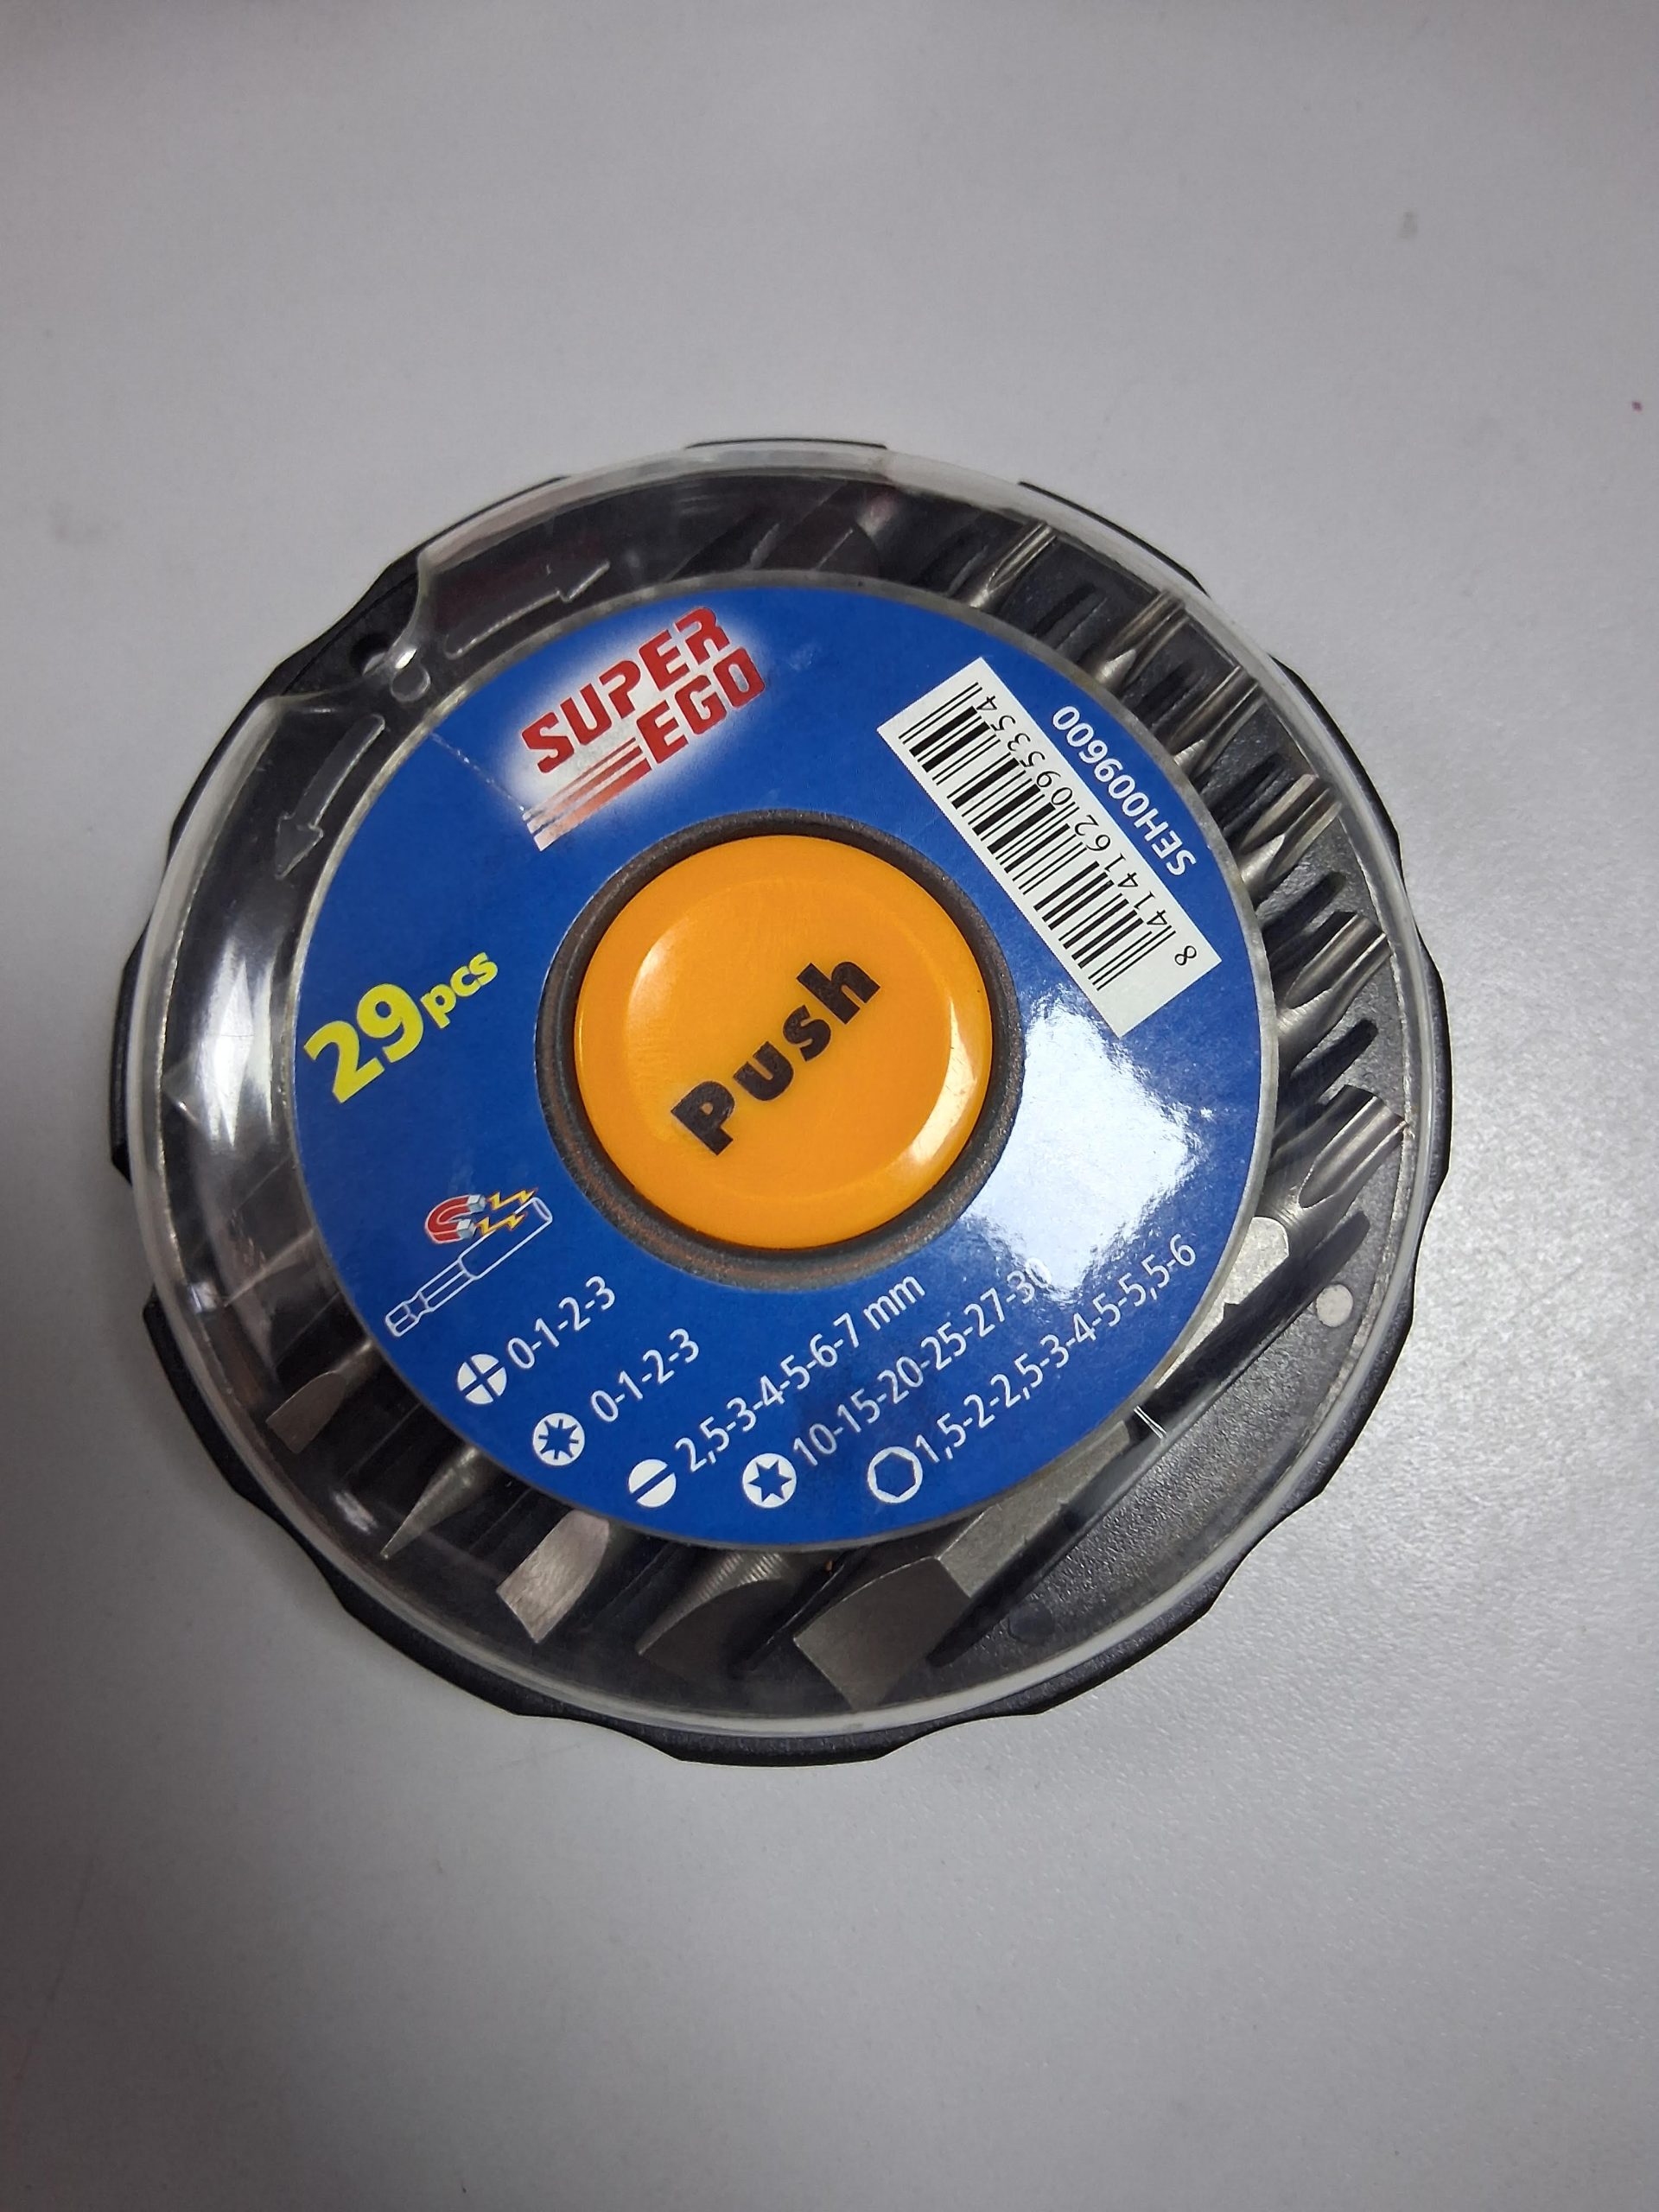 SUPER
EGO
29pcs
Push
SEH009600
8 414162 095354
0-1-2-3
0-1-2-3
2,5-3-4-5-6-7 mm
10-15-20-25-27-30
1,5-2-2,5-3-4-5-5,5-6